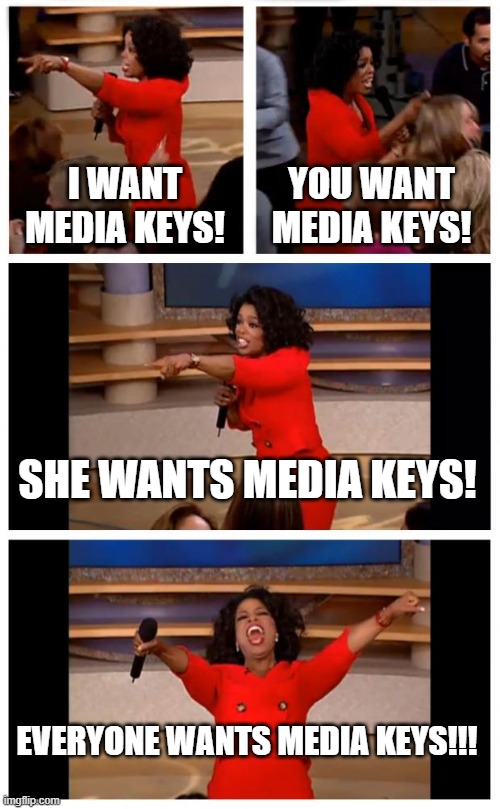 I WANT
MEDIA KEYS!
YOU WANT
MEDIA KEYS!
SHE WANTS MEDIA KEYS!
EVERYONE WANTS MEDIA KEYS!!!
imgflip.com